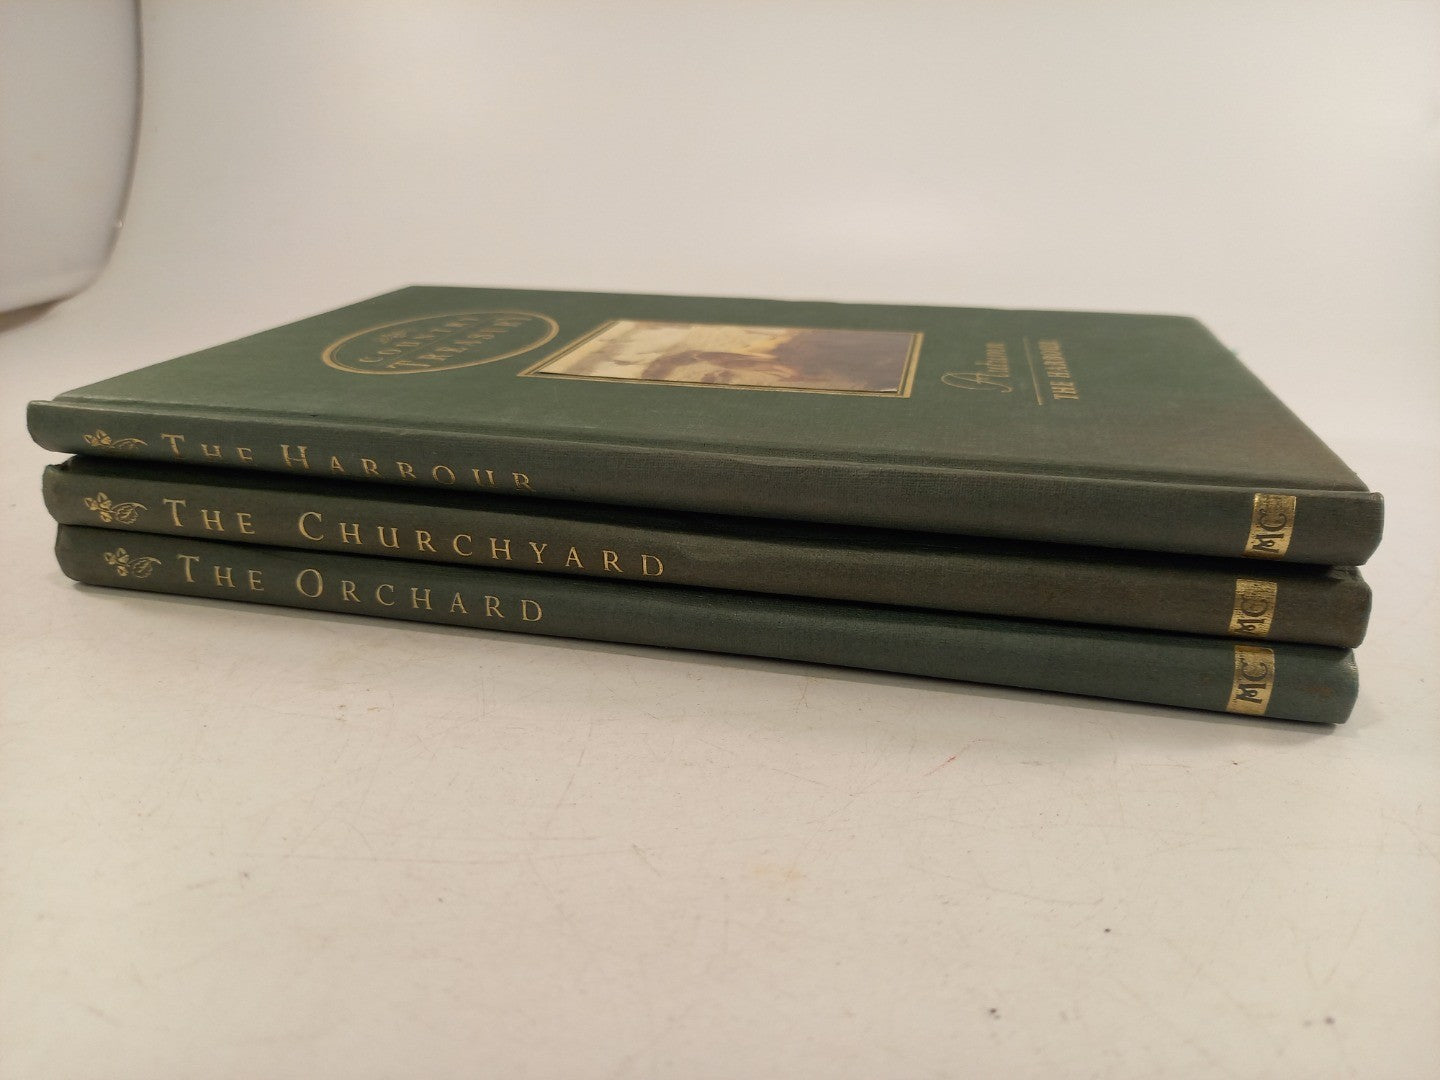 COUNTRY
TREASURY
THE HARBOUR
THE HARBOUR
MC
THE CHURCHYARD
MC
THE ORCHARD
MC